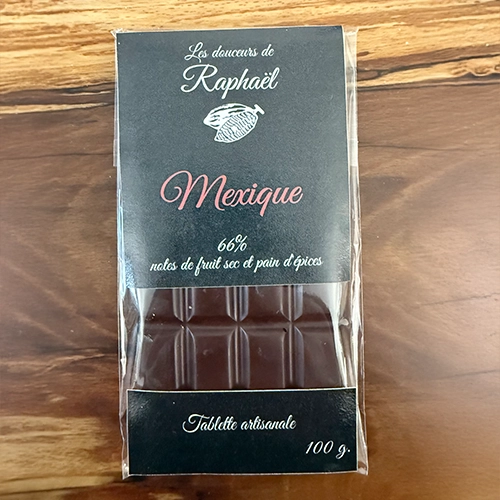 Les douceurs de
Raphaël
Mexique
66%
notes de fruit sec et pain d'épices
Tablette artisanale
100 g.